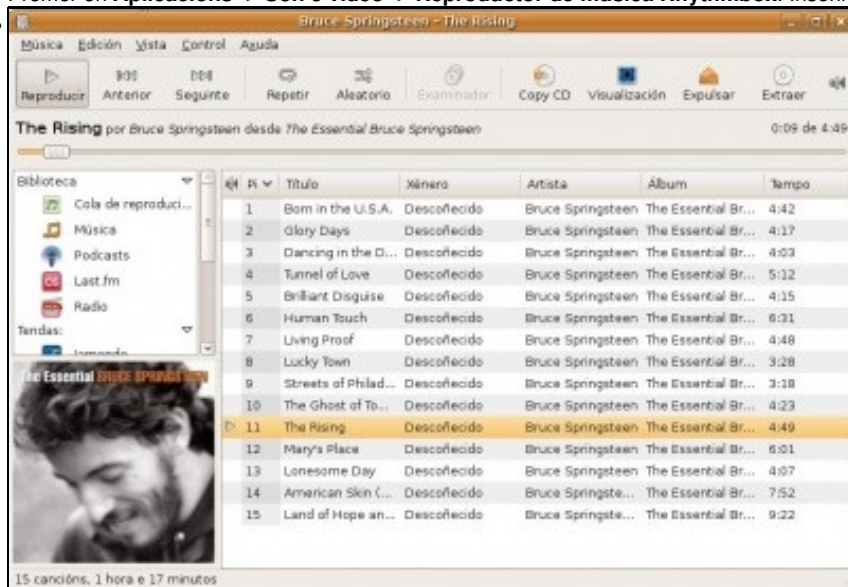 Bruce Springsteen - The Rising
Música Edición Vista Control Axuda
Reproducir Anterior Seguinte Repetir Aleatorio Examinador Copy CD Visualización Expulsar Extraer
The Rising por Bruce Springsteen desde The Essential Bruce Springsteen 0:09 de 4:49
Biblioteca
Cola de reproduci...
Música
Podcasts
Last.fm
Radio
Tendas:
Jamendo
The Essential BRUCE SPRINGSTEEN
Pi Título Xénero Artista Álbum Tempo
1 Born in the U.S.A. Descoñecido Bruce Springsteen The Essential Br... 4:42
2 Glory Days Descoñecido Bruce Springsteen The Essential Br... 4:17
3 Dancing in the D... Descoñecido Bruce Springsteen The Essential Br... 4:03
4 Tunnel of Love Descoñecido Bruce Springsteen The Essential Br... 5:12
5 Brilliant Disguise Descoñecido Bruce Springsteen The Essential Br... 4:15
6 Human Touch Descoñecido Bruce Springsteen The Essential Br... 6:31
7 Living Proof Descoñecido Bruce Springsteen The Essential Br... 4:48
8 Lucky Town Descoñecido Bruce Springsteen The Essential Br... 3:28
9 Streets of Philad... Descoñecido Bruce Springsteen The Essential Br... 3:18
10 The Ghost of To... Descoñecido Bruce Springsteen The Essential Br... 4:23
11 The Rising Descoñecido Bruce Springsteen The Essential Br... 4:49
12 Mary's Place Descoñecido Bruce Springsteen The Essential Br... 6:01
13 Lonesome Day Descoñecido Bruce Springsteen The Essential Br... 4:07
14 American Skin (... Descoñecido Bruce Springste... The Essential Br... 7:52
15 Land of Hope an... Descoñecido Bruce Springste... The Essential Br... 9:22
15 cancións, 1 hora e 17 minutos